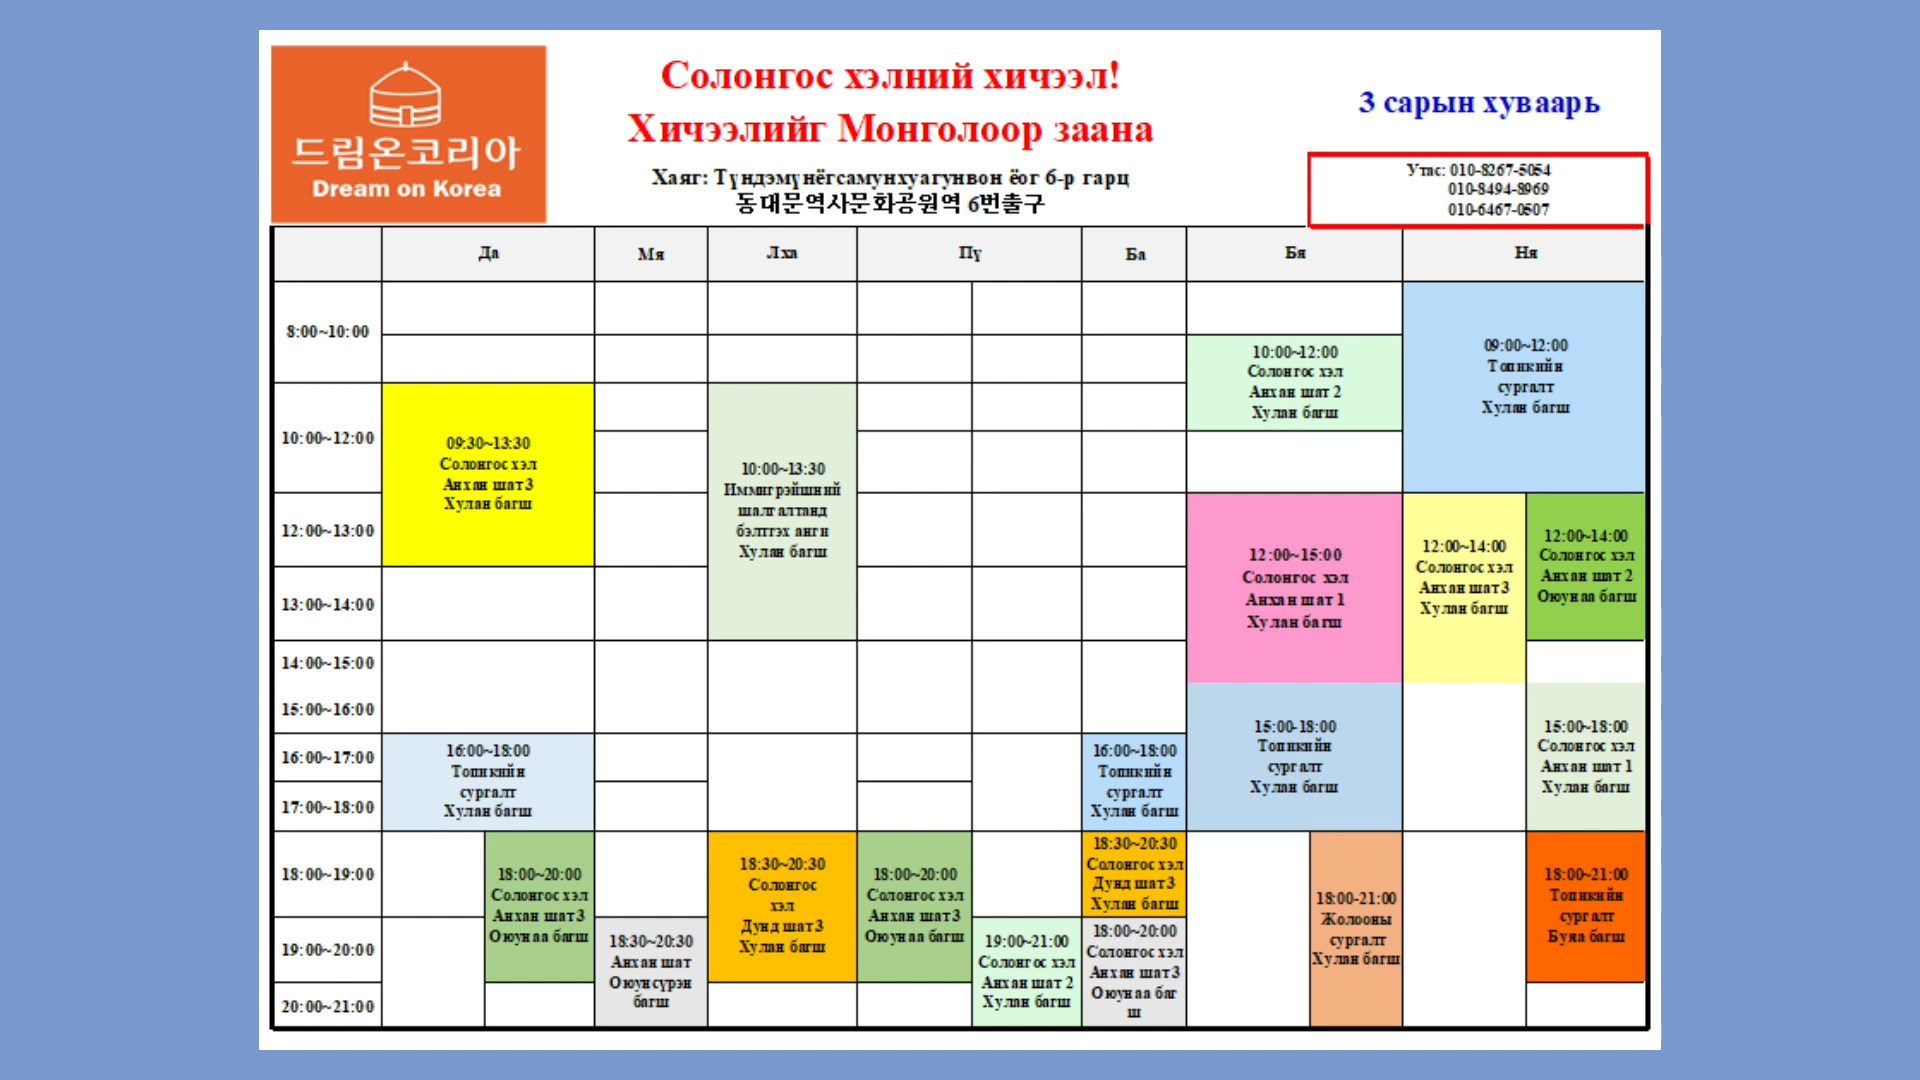 드림온코리아
Dream on Korea
Солонгос хэлний хичээл!
Хичээлийг Монголоор заана
Хаяг: Түндэмүнёгсамунхуагунвон ёог 6-р гарц
동대문역사문화공원역 6번출구
3 сарын хуваарь
Утас: 010-8267-5054
010-8494-8969
010-6467-0507
Да
Мя
Лха
Пү
Ба
Бя
Ня
8:00~10:00
10:00~12:00
12:00~13:00
13:00~14:00
14:00~15:00
15:00~16:00
16:00~17:00
17:00~18:00
18:00~19:00
19:00~20:00
20:00~21:00
09:30~13:30
Солонгос хэл
Анхан шат 3
Хулан багш
16:00~18:00
Топикийн
сургалт
Хулан багш
18:00~20:00
Солонгос хэл
Анхан шат 3
Оюунаа багш
18:30~20:30
Анхан шат
Оюунсүрэн
багш
10:00~13:30
Иммигрэйшний
шалгалтанд
бэлтгэх анги
Хулан багш
18:30~20:30
Солонгос
хэл
Дунд шат 3
Хулан багш
18:00~20:00
Солонгос хэл
Анхан шат 3
Оюунаа багш
19:00~21:00
Солонгос хэл
Анхан шат 2
Хулан багш
16:00~18:00
Топикийн
сургалт
Хулан багш
18:30~20:30
Солонгос хэл
Дунд шат 3
Хулан багш
18:00~20:00
Солонгос хэл
Анхан шат 3
Оюунаа баг
ш
10:00~12:00
Солонгос хэл
Анхан шат 2
Хулан багш
12:00~15:00
Солонгос хэл
Анхан шат 1
Хулан багш
15:00-18:00
Топикийн
сургалт
Хулан багш
18:00-21:00
Жолооны
сургалт
Хулан багш
09:00~12:00
Топикийн
сургалт
Хулан багш
12:00~14:00
Солонгос хэл
Анхан шат 3
Хулан багш
12:00~14:00
Солонгос хэл
Анхан шат 2
Оюунаа багш
15:00~18:00
Солонгос хэл
Анхан шат 1
Хулан багш
18:00~21:00
Топикийн
сургалт
Буяа багш